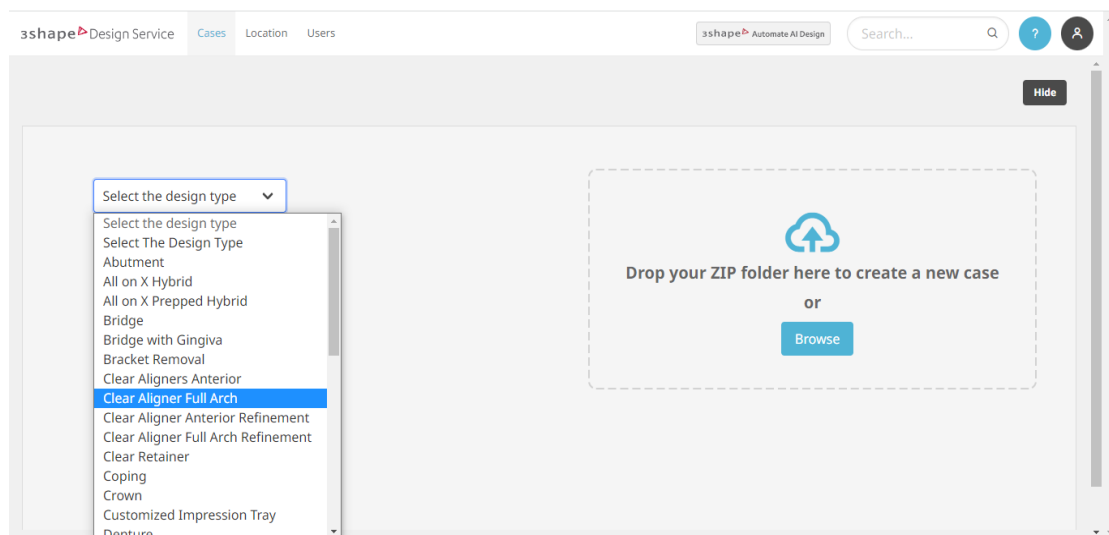 3shape Design Service Cases Location Users 3shape Automate AI Design Search... ?
Hide
Select the design type
Select the design type
Select The Design Type
Abutment
All on X Hybrid
All on X Prepped Hybrid
Bridge
Bridge with Gingiva
Bracket Removal
Clear Aligners Anterior
Clear Aligner Full Arch
Clear Aligner Anterior Refinement
Clear Aligner Full Arch Refinement
Clear Retainer
Coping
Crown
Customized Impression Tray
Denture
Drop your ZIP folder here to create a new case
or
Browse